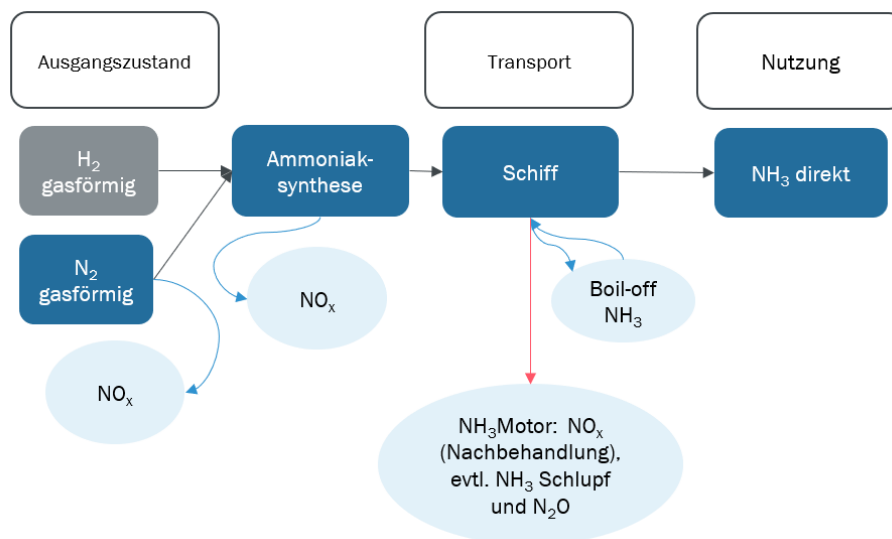 Ausgangszustand
Transport
Nutzung
H₂
gasförmig
Ammoniak-
synthese
Schiff
NH₃ direkt
N₂
gasförmig
NOₓ
NOₓ
Boil-off
NH₃
NH₃Motor: NOₓ
(Nachbehandlung),
evtl. NH₃ Schlupf
und N₂O